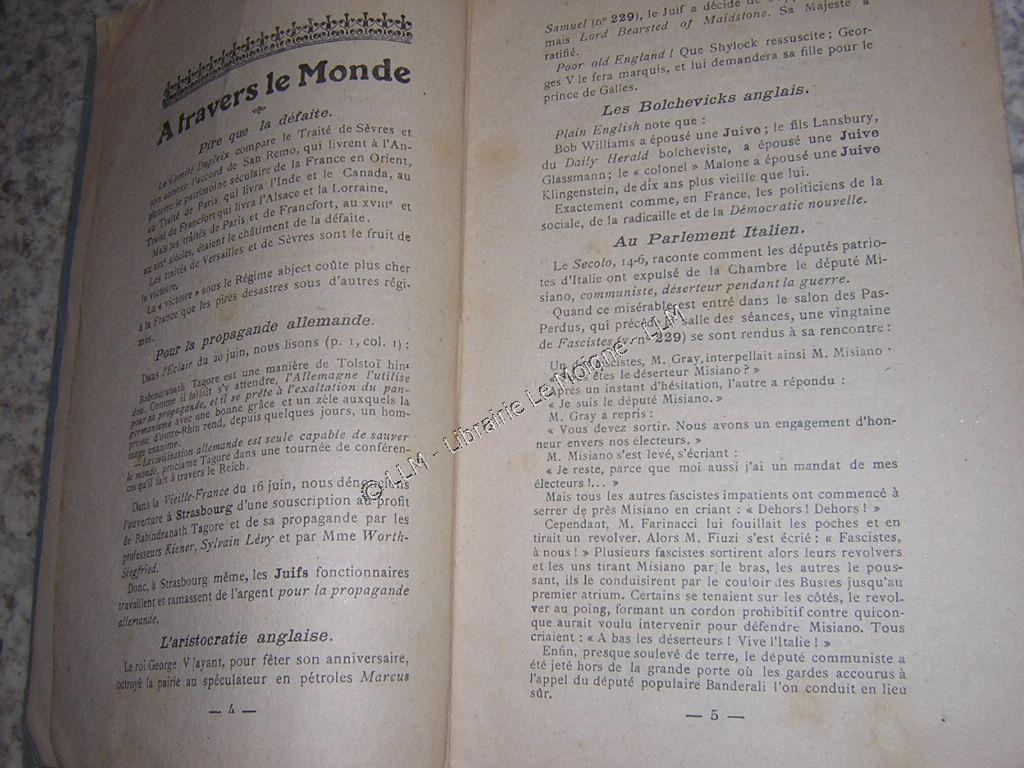 A travers le Monde
Pire que la défaite.
Le Comité Dupleix compare le Traité de Sèvres et
son annexe l'accord de San Remo, qui livrent à l'An-
gleterre le patrimoine séculaire de la France en Orient,
au Traité de Paris qui livra l'Inde et le Canada, au
Traité de Francfort qui livra l'Alsace et la Lorraine.
Mais les traités de Paris et de Francfort, au XVIIIe et
au XIXe siècles, étaient le châtiment de la défaite.
Les traités de Versailles et de Sèvres sont le fruit de
la victoire.
La « victoire » sous le Régime abject coûte plus cher
à la France que les pires désastres sous d'autres régi-
mes.
Pour la propagande allemande.
Dans l'Eclair du 20 juin, nous lisons (p. 1, col. 1) :
Rabindranath Tagore est une manière de Tolstoï hin-
dou. Comme il fallait s'y attendre, l'Allemagne l'utilise
pour sa propagande, et il se prête à l'exaltation du pan-
germanisme avec une bonne grâce et un zèle auxquels la
presse d'outre-Rhin rend, depuis quelques jours, un hom-
mage unanime.
— La civilisation allemande est seule capable de sauver
le monde, proclame Tagore dans une tournée de conféren-
ces qu'il fait à travers le Reich.
Dans la Vieille-France du 16 juin, nous dénoncions
l'ouverture à Strasbourg d'une souscription au profit
de Rabindranath Tagore et de sa propagande par les
professeurs Kiener, Sylvain Lévy et par Mme Worth-
Siegfried.
Donc, à Strasbourg même, les Juifs fonctionnaires
travaillent et ramassent de l'argent pour la propagande
allemande.
L'aristocratie anglaise.
Le roi George V ayant, pour fêter son anniversaire,
octroyé la pairie au spéculateur en pétroles Marcus
— 4 —
Samuel (n° 229), le Juif a décidé de
mais Lord Bearsted of Maidstone. Sa Majesté a
ratifié.
Poor old England ! Que Shylock ressuscite ; Geor-
ges V le fera marquis, et lui demandera sa fille pour le
prince de Galles.
Les Bolchevicks anglais.
Plain English note que :
Bob Williams a épousé une Juive ; le fils Lansbury,
du Daily Herald bolcheviste, a épousé une Juive
Glassmann ; le « colonel » Malone a épousé une Juive
Klingenstein, de dix ans plus vieille que lui.
Exactement comme, en France, les politiciens de la
sociale, de la radicaille et de la Démocratie nouvelle.
Au Parlement Italien.
Le Secolo, 14-6, raconte comment les députés patrio-
tes d'Italie ont expulsé de la Chambre le député Mi-
siano, communiste, déserteur pendant la guerre.
Quand ce misérable est entré dans le salon des Pas-
Perdus, qui précède la salle des séances, une vingtaine
de Fascistes (v. n° 229) se sont rendus à sa rencontre :
Un des fascistes, M. Gray, interpellait ainsi M. Misiano :
êtes le déserteur Misiano ? »
Après un instant d'hésitation, l'autre a répondu :
« Je suis le député Misiano. »
M. Gray a repris :
« Vous devez sortir. Nous avons un engagement d'hon-
neur envers nos électeurs. »
M. Misiano s'est levé, s'écriant :
« Je reste, parce que moi aussi j'ai un mandat de mes
électeurs !... »
Mais tous les autres fascistes impatients ont commencé à
serrer de près Misiano en criant : « Dehors ! Dehors ! »
Cependant, M. Farinacci lui fouillait les poches et en
tirait un revolver. Alors M. Fiuzi s'est écrié : « Fascistes,
à nous ! » Plusieurs fascistes sortirent alors leurs revolvers
et les uns tirant Misiano par le bras, les autres le pous-
sant, ils le conduisirent par le couloir des Bustes jusqu'au
premier atrium. Certains se tenaient sur les côtés, le revol-
ver au poing, formant un cordon prohibitif contre quicon-
que aurait voulu intervenir pour défendre Misiano. Tous
criaient : « A bas les déserteurs ! Vive l'Italie ! »
Enfin, presque soulevé de terre, le député communiste a
été jeté hors de la grande porte où les gardes accourus à
l'appel du député populaire Banderali l'on conduit en lieu
sûr.
— 5 —
© LLM - Librairie Le Moigne - LLM